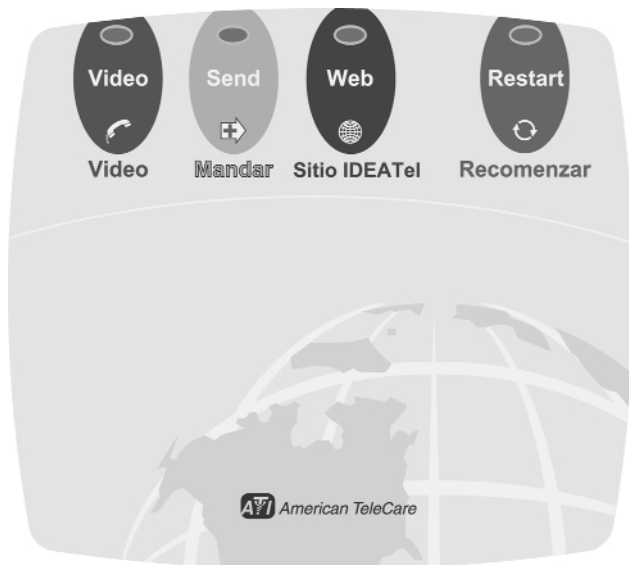 Video Send Web Restart
Video Mandar Sitio IDEATel Recomenzar
ATI American TeleCare